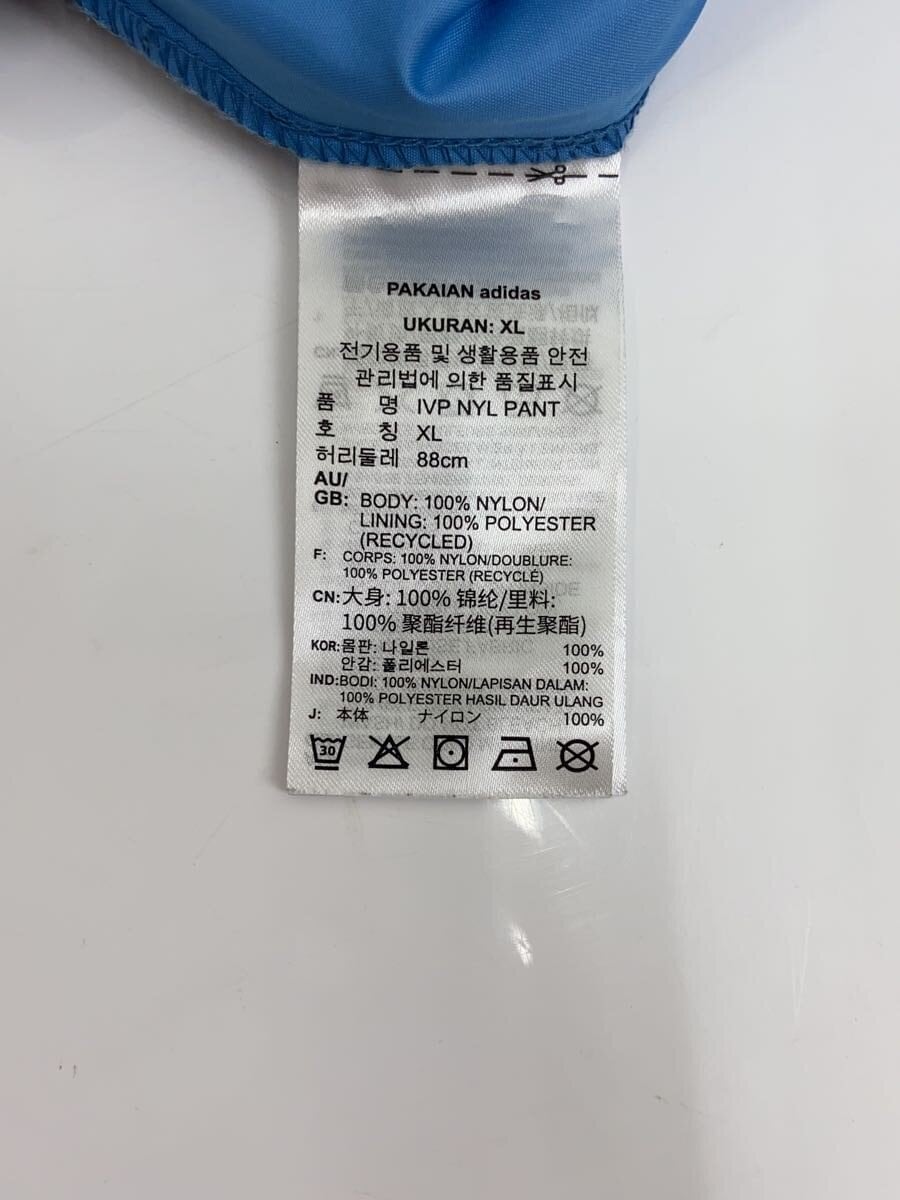 PAKAIAN adidas
UKURAN: XL
전기용품 및 생활용품 안전
관리법에 의한 품질표시
품 명 IVP NYL PANT
호 칭 XL
허리둘레 88cm
AU/
GB: BODY: 100% NYLON/
LINING: 100% POLYESTER
(RECYCLED)
F: CORPS: 100% NYLON/DOUBLURE:
100% POLYESTER (RECYCLÉ)
CN: 大身: 100% 锦纶/里料:
100% 聚酯纤维(再生聚酯)
KOR: 몸판: 나일론 100%
안감: 폴리에스터 100%
IND: BODI: 100% NYLON/LAPISAN DALAM:
100% POLYESTER HASIL DAUR ULANG
J: 本体 ナイロン 100%
30